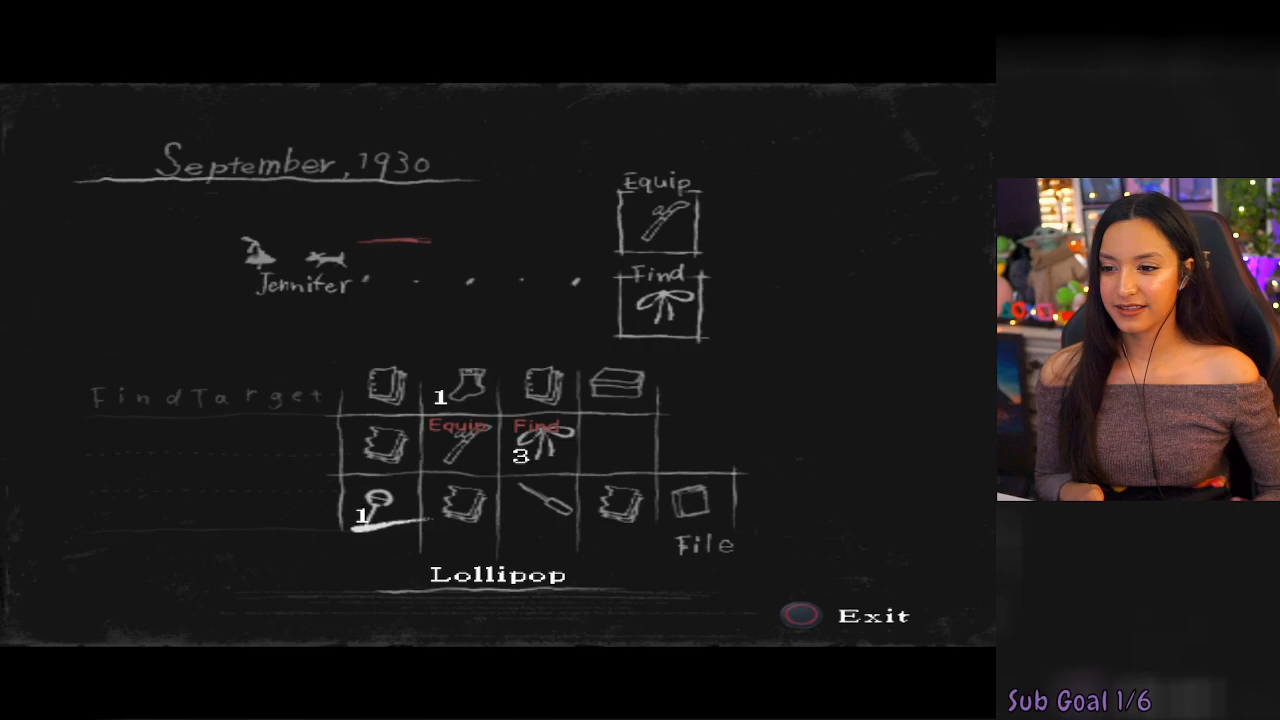 September, 1930
Equip
Find
Jennifer
FindTarget
1
Equip
Find
3
1
File
Lollipop
Exit
Sub Goal 1/6